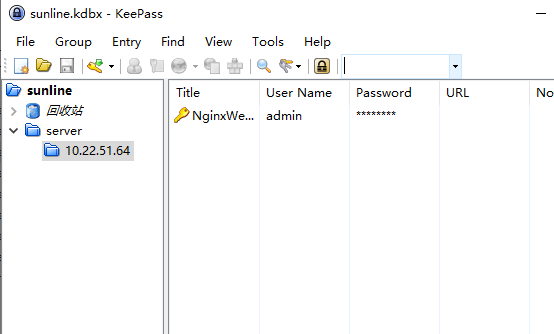 sunline.kdbx - KeePass
File Group Entry Find View Tools Help
sunline
回收站
server
10.22.51.64
Title User Name Password URL No
NginxWe... admin ********